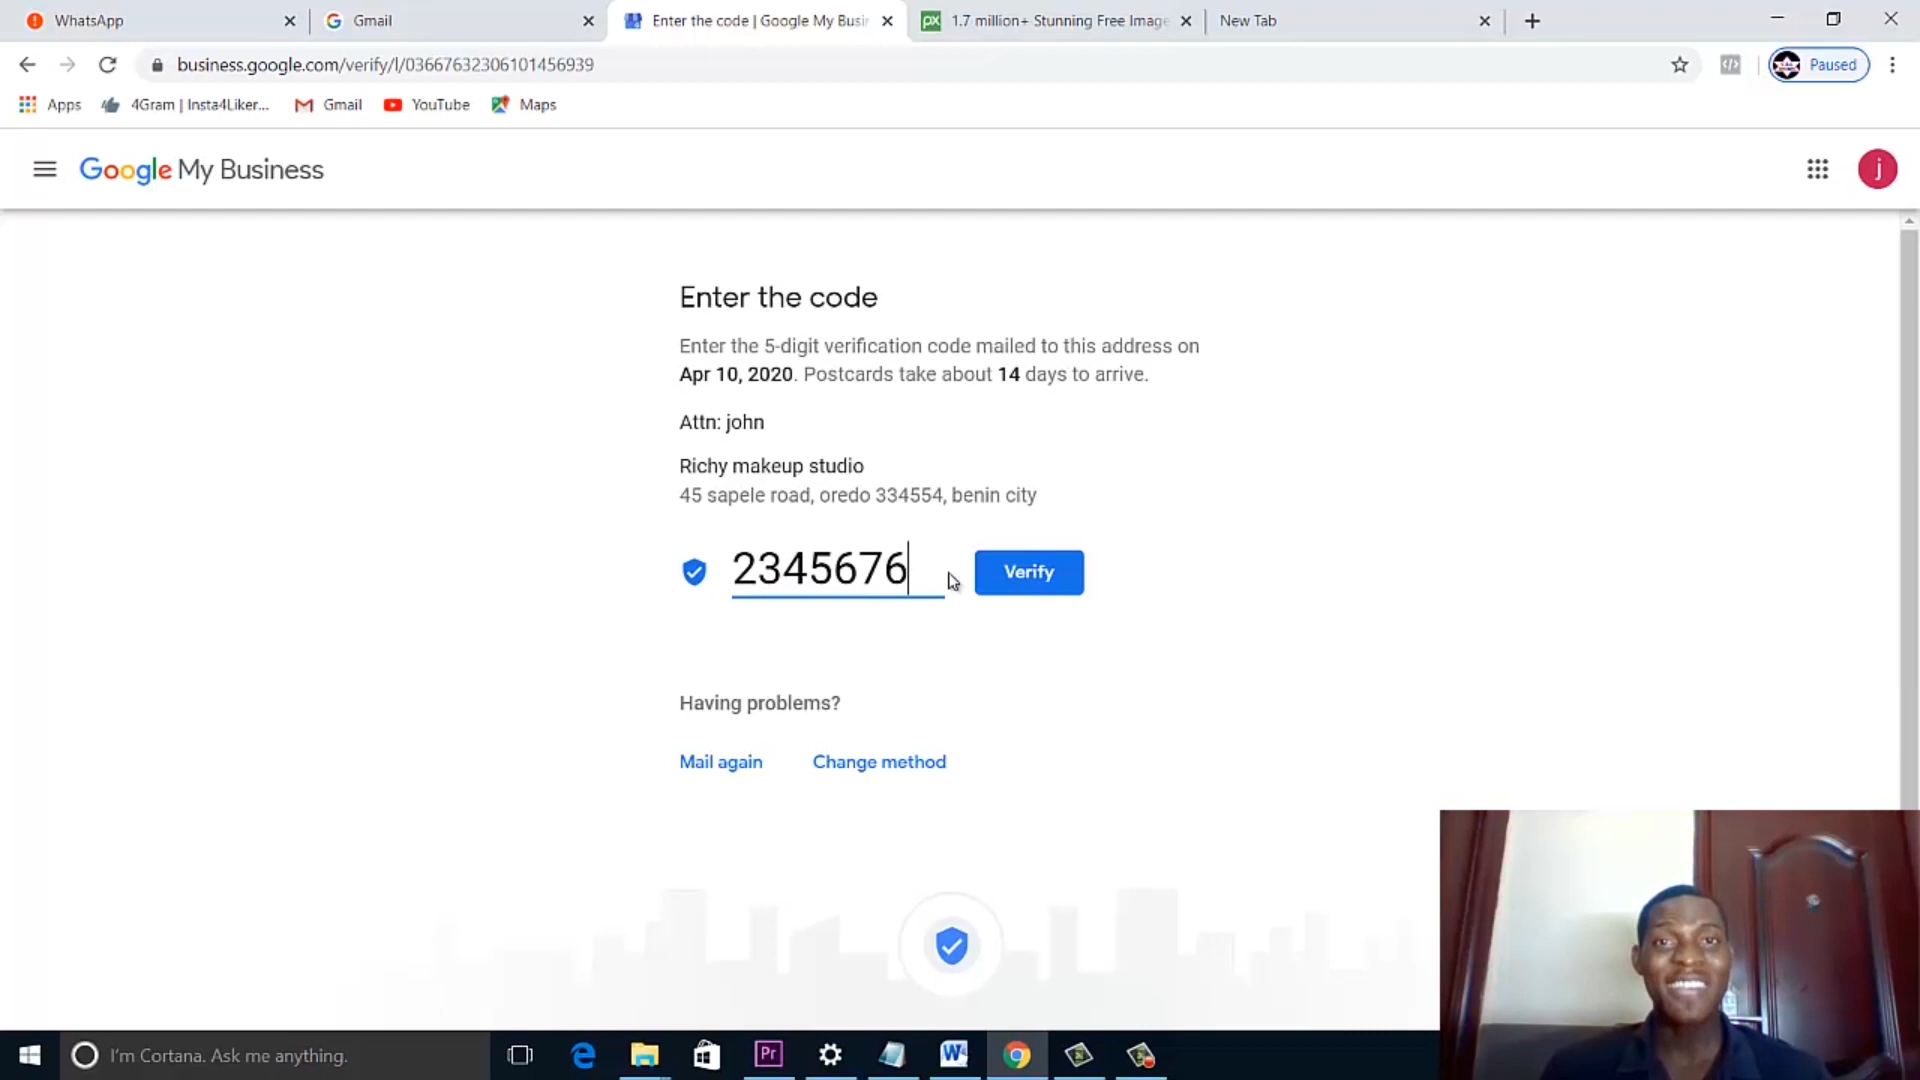 WhatsApp
Gmail
Enter the code | Google My Busin
1.7 million+ Stunning Free Image
New Tab
business.google.com/verify/l/03667632306101456939
Paused
Apps
4Gram | Insta4Liker...
Gmail
YouTube
Maps
Google My Business
j
Enter the code
Enter the 5-digit verification code mailed to this address on
Apr 10, 2020. Postcards take about 14 days to arrive.
Attn: john
Richy makeup studio
45 sapele road, oredo 334554, benin city
2345676
Verify
Having problems?
Mail again
Change method
I'm Cortana. Ask me anything.